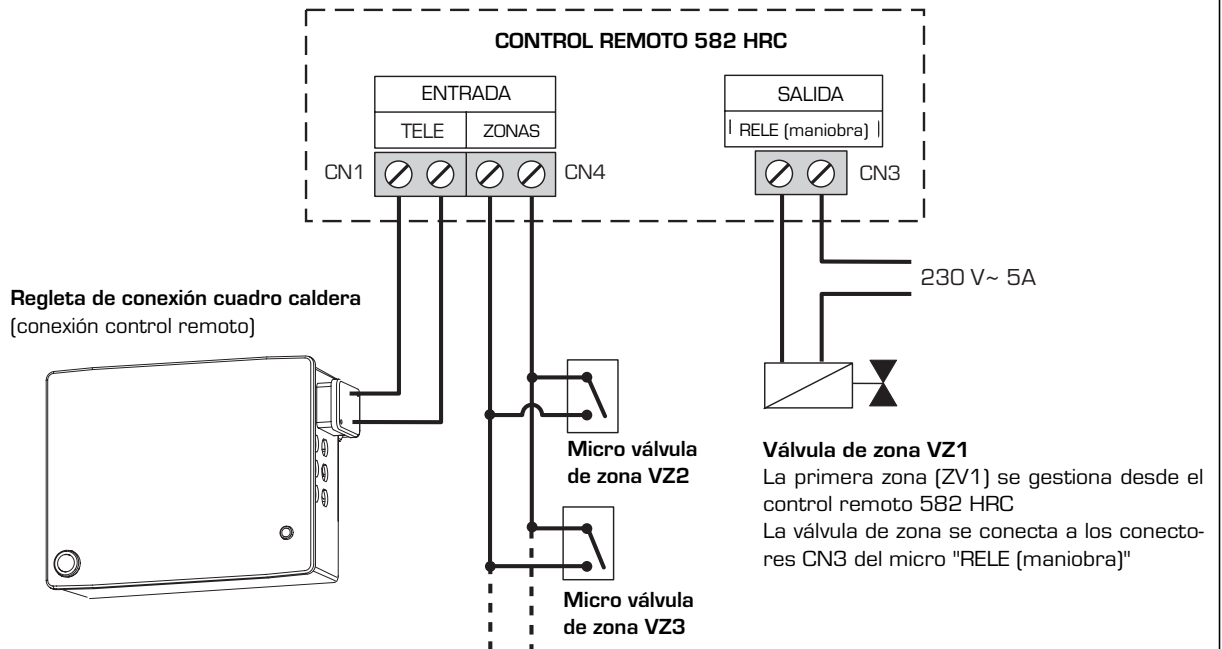 CONTROL REMOTO 582 HRC
ENTRADA
TELE
ZONAS
SALIDA
RELE (maniobra)
CN1
CN4
CN3
230 V~ 5A
Regleta de conexión cuadro caldera
(conexión control remoto)
Micro válvula
de zona VZ2
Micro válvula
de zona VZ3
Válvula de zona VZ1
La primera zona (ZV1) se gestiona desde el
control remoto 582 HRC
La válvula de zona se conecta a los conecto-
res CN3 del micro "RELE (maniobra)"